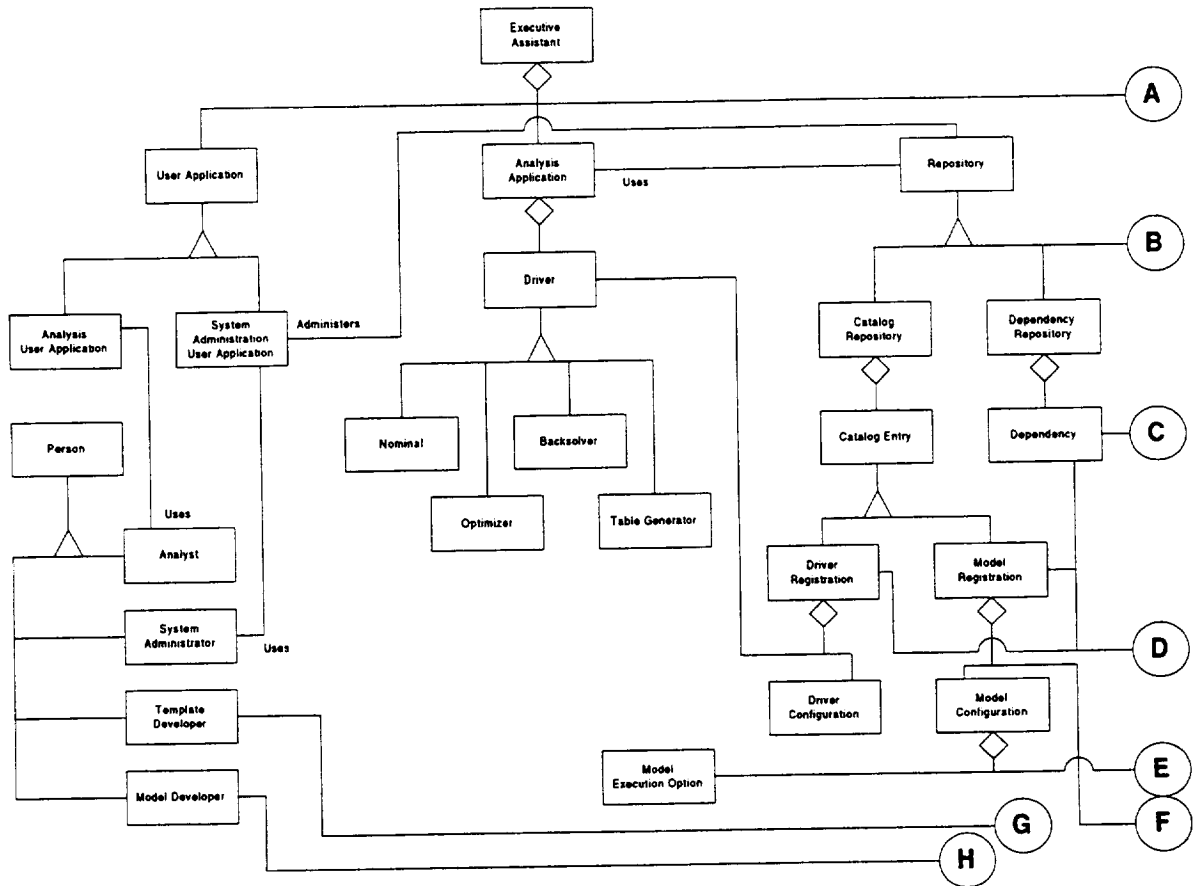 Executive
Assistant
A
User Application
Analysis
Application
Uses
Repository
B
Driver
Analysis
User Application
System
Administration
User Application
Administers
Catalog
Repository
Dependency
Repository
Person
Nominal
Backsolver
Catalog Entry
Dependency
C
Optimizer
Table Generator
Uses
Analyst
Driver
Registration
Model
Registration
System
Administrator
Uses
D
Template
Developer
Driver
Configuration
Model
Configuration
Model
Execution Option
E
Model Developer
G
F
H